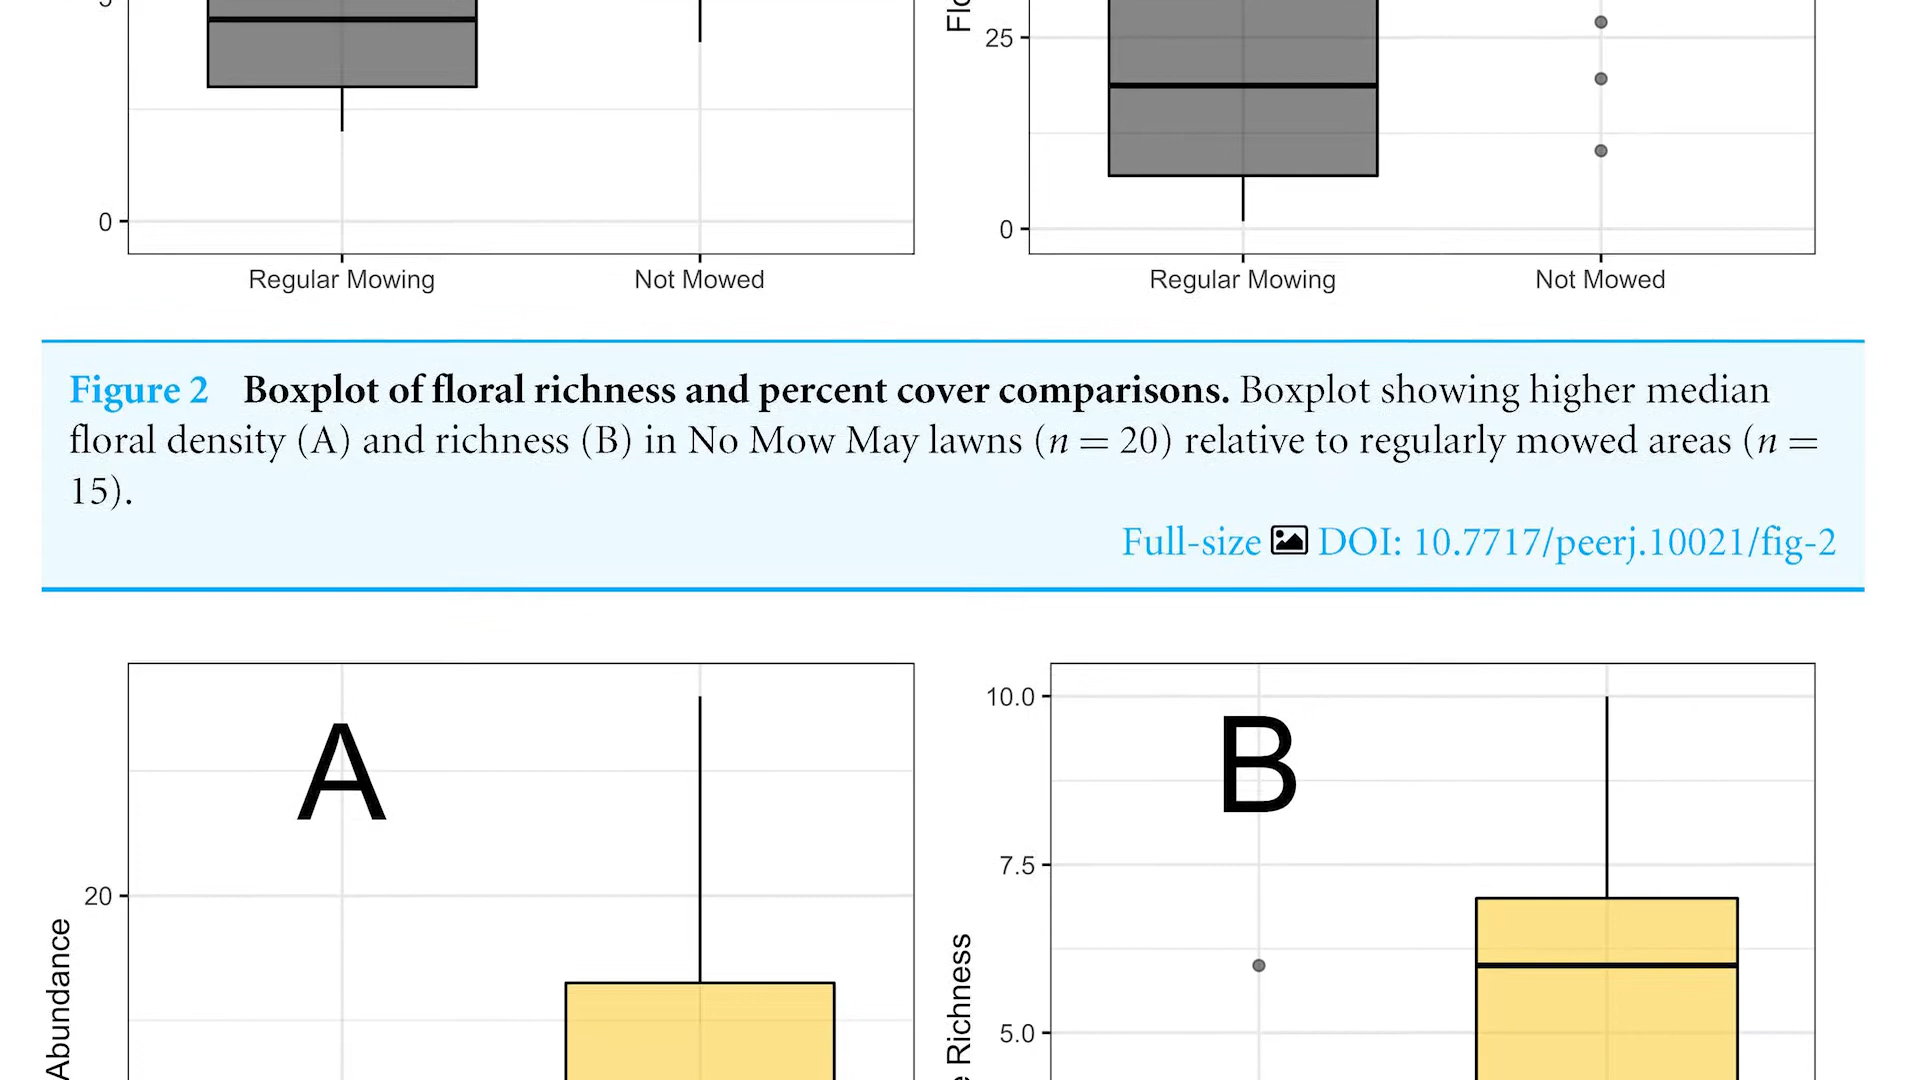 25
0
0
Regular Mowing Not Mowed
Regular Mowing Not Mowed
Figure 2 Boxplot of floral richness and percent cover comparisons. Boxplot showing higher median
floral density (A) and richness (B) in No Mow May lawns (n = 20) relative to regularly mowed areas (n =
15).
Full-size DOI: 10.7717/peerj.10021/fig-2
A
20
Abundance
B
10.0
7.5
5.0
Richness